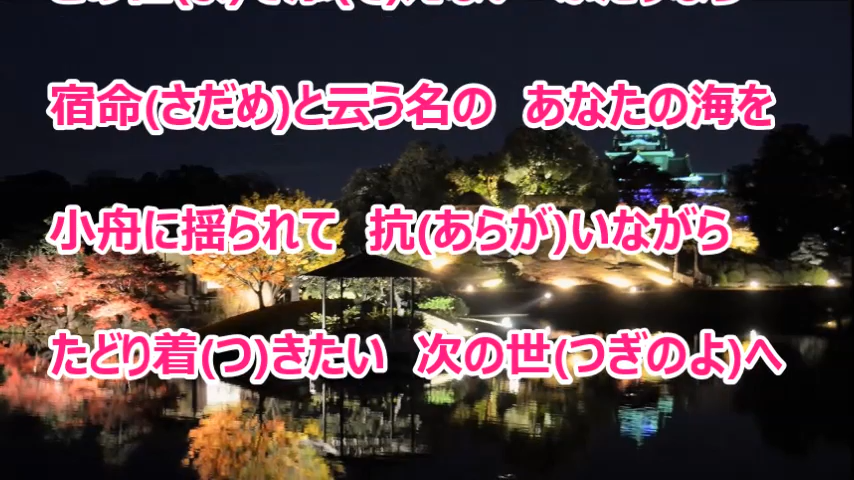 宿命(さだめ)と云う名の　あなたの海を
小舟に揺られて　抗(あらが)いながら
たどり着(つ)きたい　次の世(つぎのよ)へ